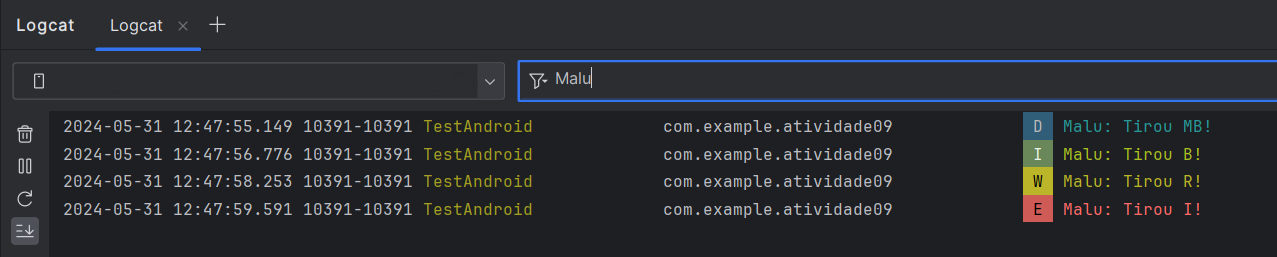 Logcat Logcat
Malu
2024-05-31 12:47:55.149 10391-10391 TestAndroid com.example.atividade09 D Malu: Tirou MB!
2024-05-31 12:47:56.776 10391-10391 TestAndroid com.example.atividade09 I Malu: Tirou B!
2024-05-31 12:47:58.253 10391-10391 TestAndroid com.example.atividade09 W Malu: Tirou R!
2024-05-31 12:47:59.591 10391-10391 TestAndroid com.example.atividade09 E Malu: Tirou I!